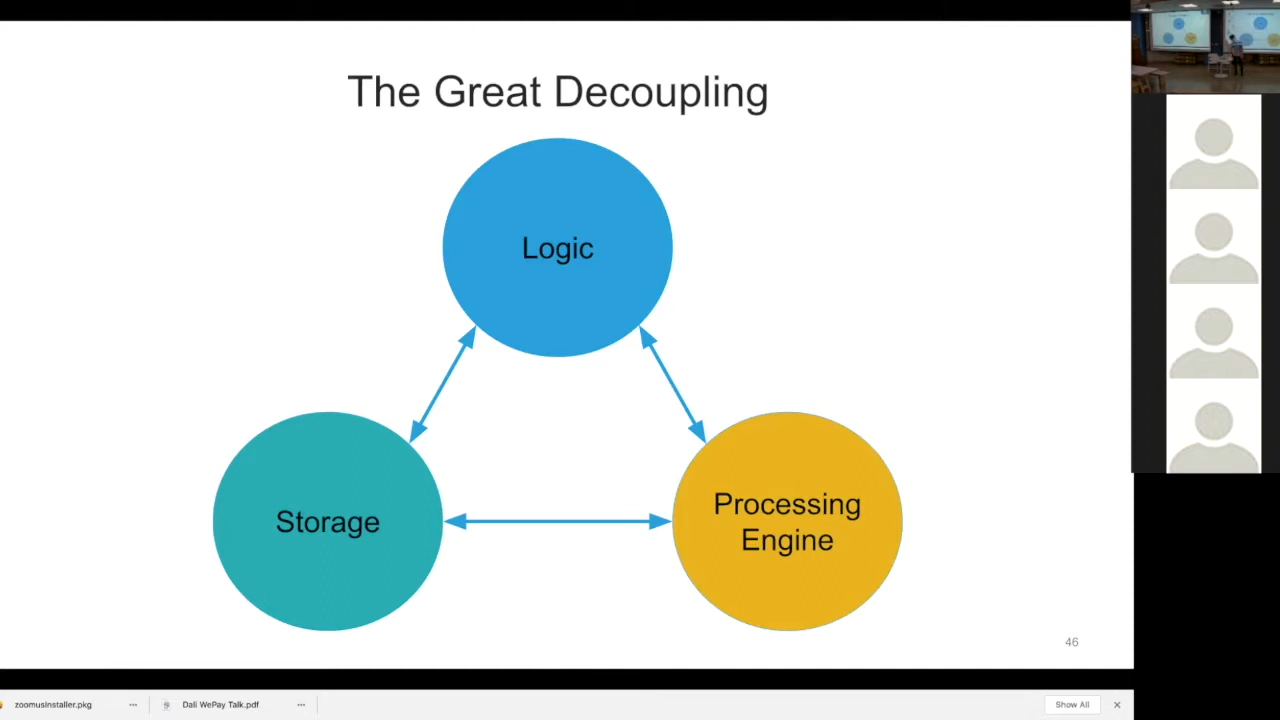 The Great Decoupling
Logic
Storage
Processing
Engine
46
zoomusinstaller.pkg
Dali WePay Talk.pdf
Show All